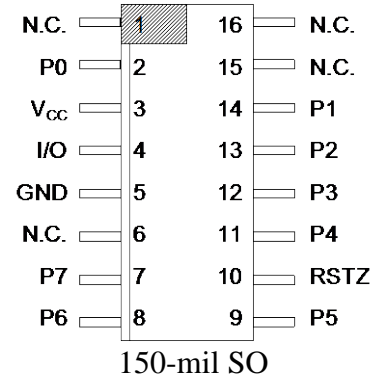 N.C. 1 16 N.C.
P0 2 15 N.C.
VCC 3 14 P1
I/O 4 13 P2
GND 5 12 P3
N.C. 6 11 P4
P7 7 10 RSTZ
P6 8 9 P5
150-mil SO